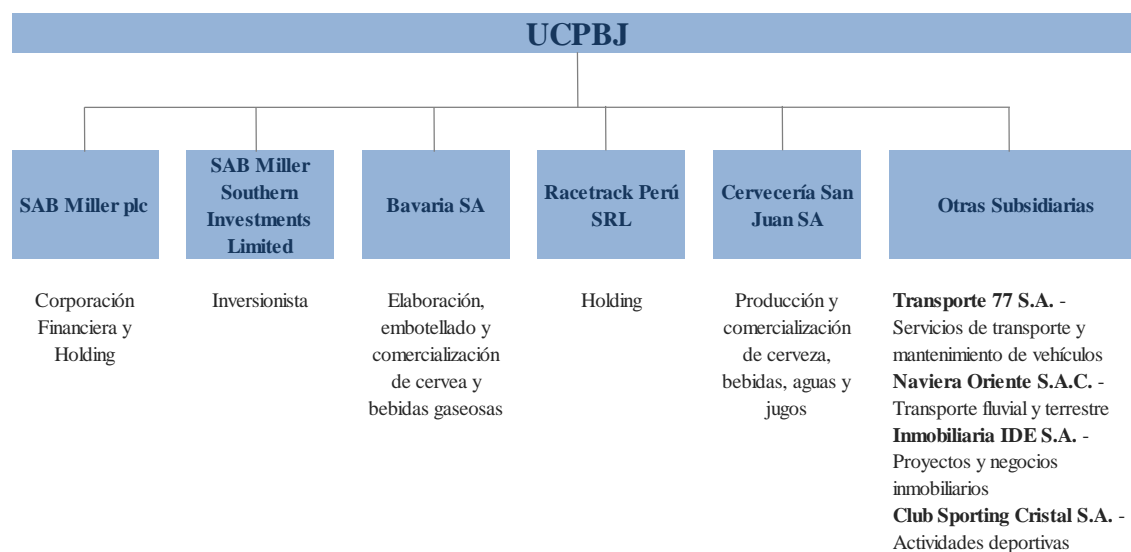 UCPBJ
SAB Miller plc
SAB Miller
Southern
Investments
Limited
Bavaria SA
Racetrack Perú
SRL
Cervecería San
Juan SA
Otras Subsidiarias
Corporación
Financiera y
Holding
Inversionista
Elaboración,
embotellado y
comercialización
de cervea y
bebidas gaseosas
Holding
Producción y
comercialización
de cerveza,
bebidas, aguas y
jugos
Transporte 77 S.A. -
Servicios de transporte y
mantenimiento de vehículos
Naviera Oriente S.A.C. -
Transporte fluvial y terrestre
Inmobiliaria IDE S.A. -
Proyectos y negocios
inmobiliarios
Club Sporting Cristal S.A. -
Actividades deportivas